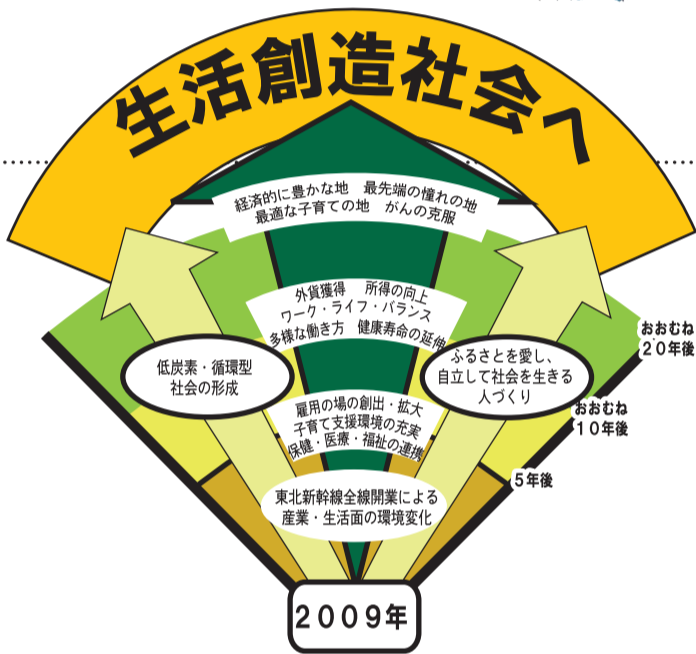 生活創造社会へ
経済的に豊かな地　最先端の憧れの地
最適な子育ての地　がんの克服
外貨獲得　所得の向上
ワーク・ライフ・バランス
多様な働き方　健康寿命の延伸
おおむね
２０年後
低炭素・循環型
社会の形成
ふるさとを愛し、
自立して社会を生きる
人づくり
雇用の場の創出・拡大
子育て支援環境の充実
保健・医療・福祉の連携
おおむね
１０年後
５年後
東北新幹線全線開業による
産業・生活面の環境変化
２００９年